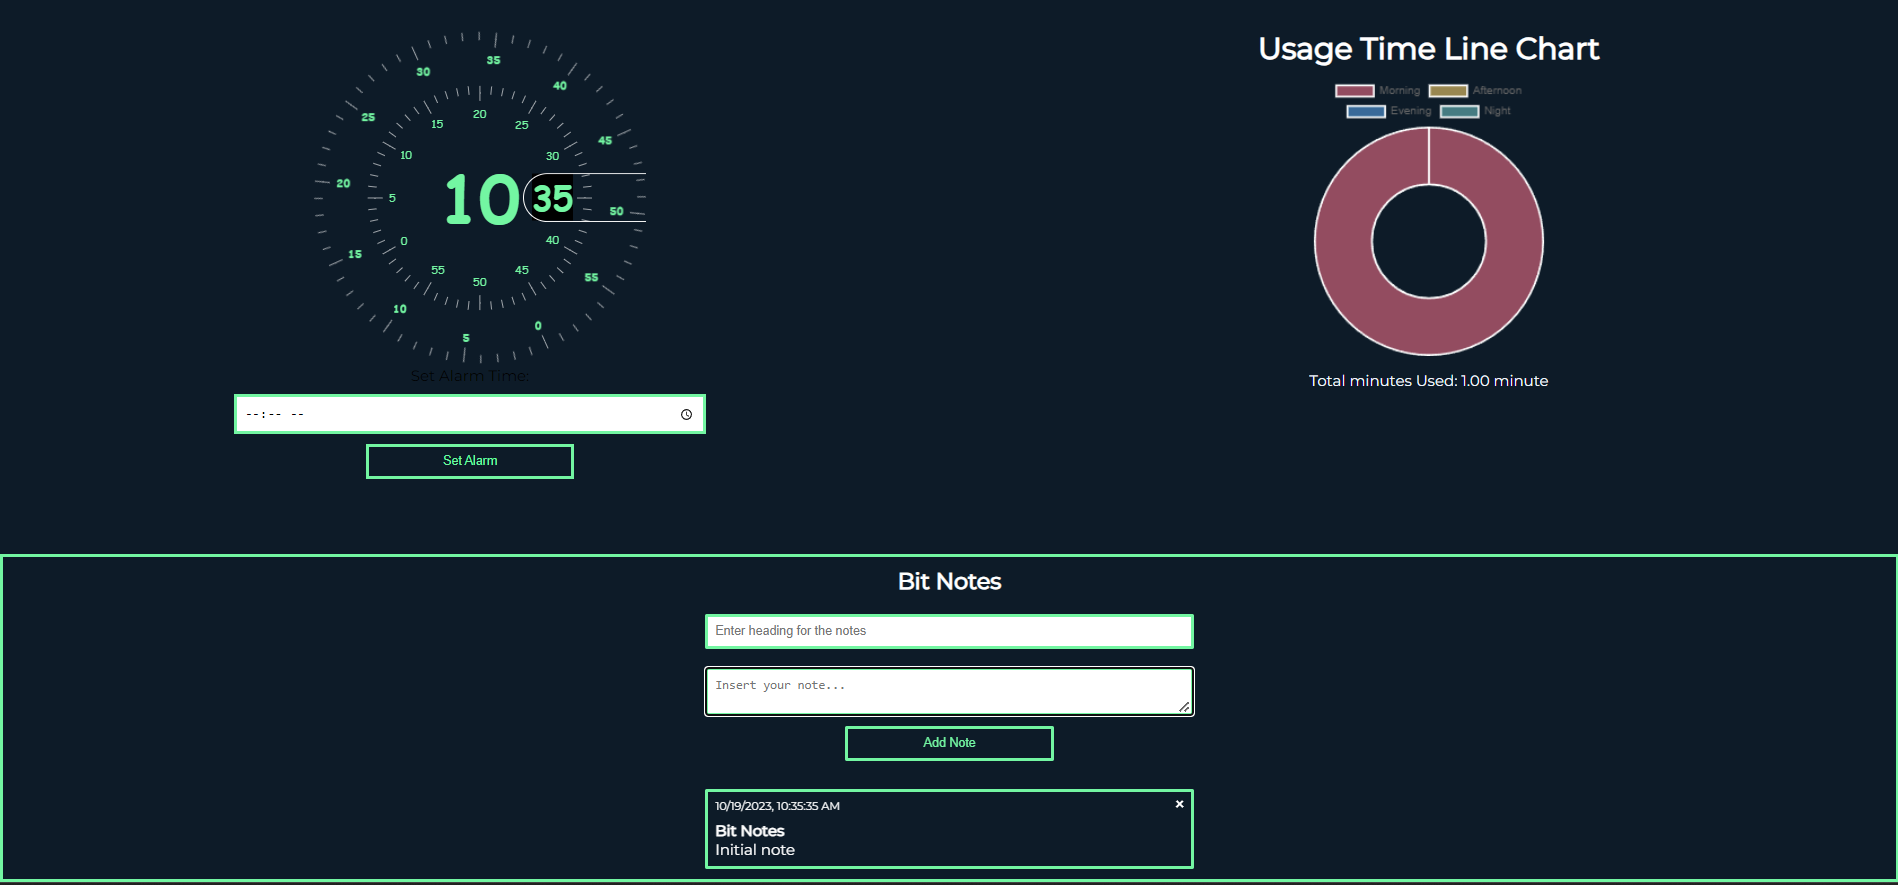 35
30
40
25
45
20
50
15
55
10
0
5
20
15
25
10
30
5
0
40
55
45
50
10 35
Set Alarm Time:
--:-- --
Set Alarm
Usage Time Line Chart
Morning Afternoon
Evening Night
Total minutes Used: 1.00 minute
Bit Notes
Enter heading for the notes
Insert your note...
Add Note
10/19/2023, 10:35:35 AM ×
Bit Notes
Initial note